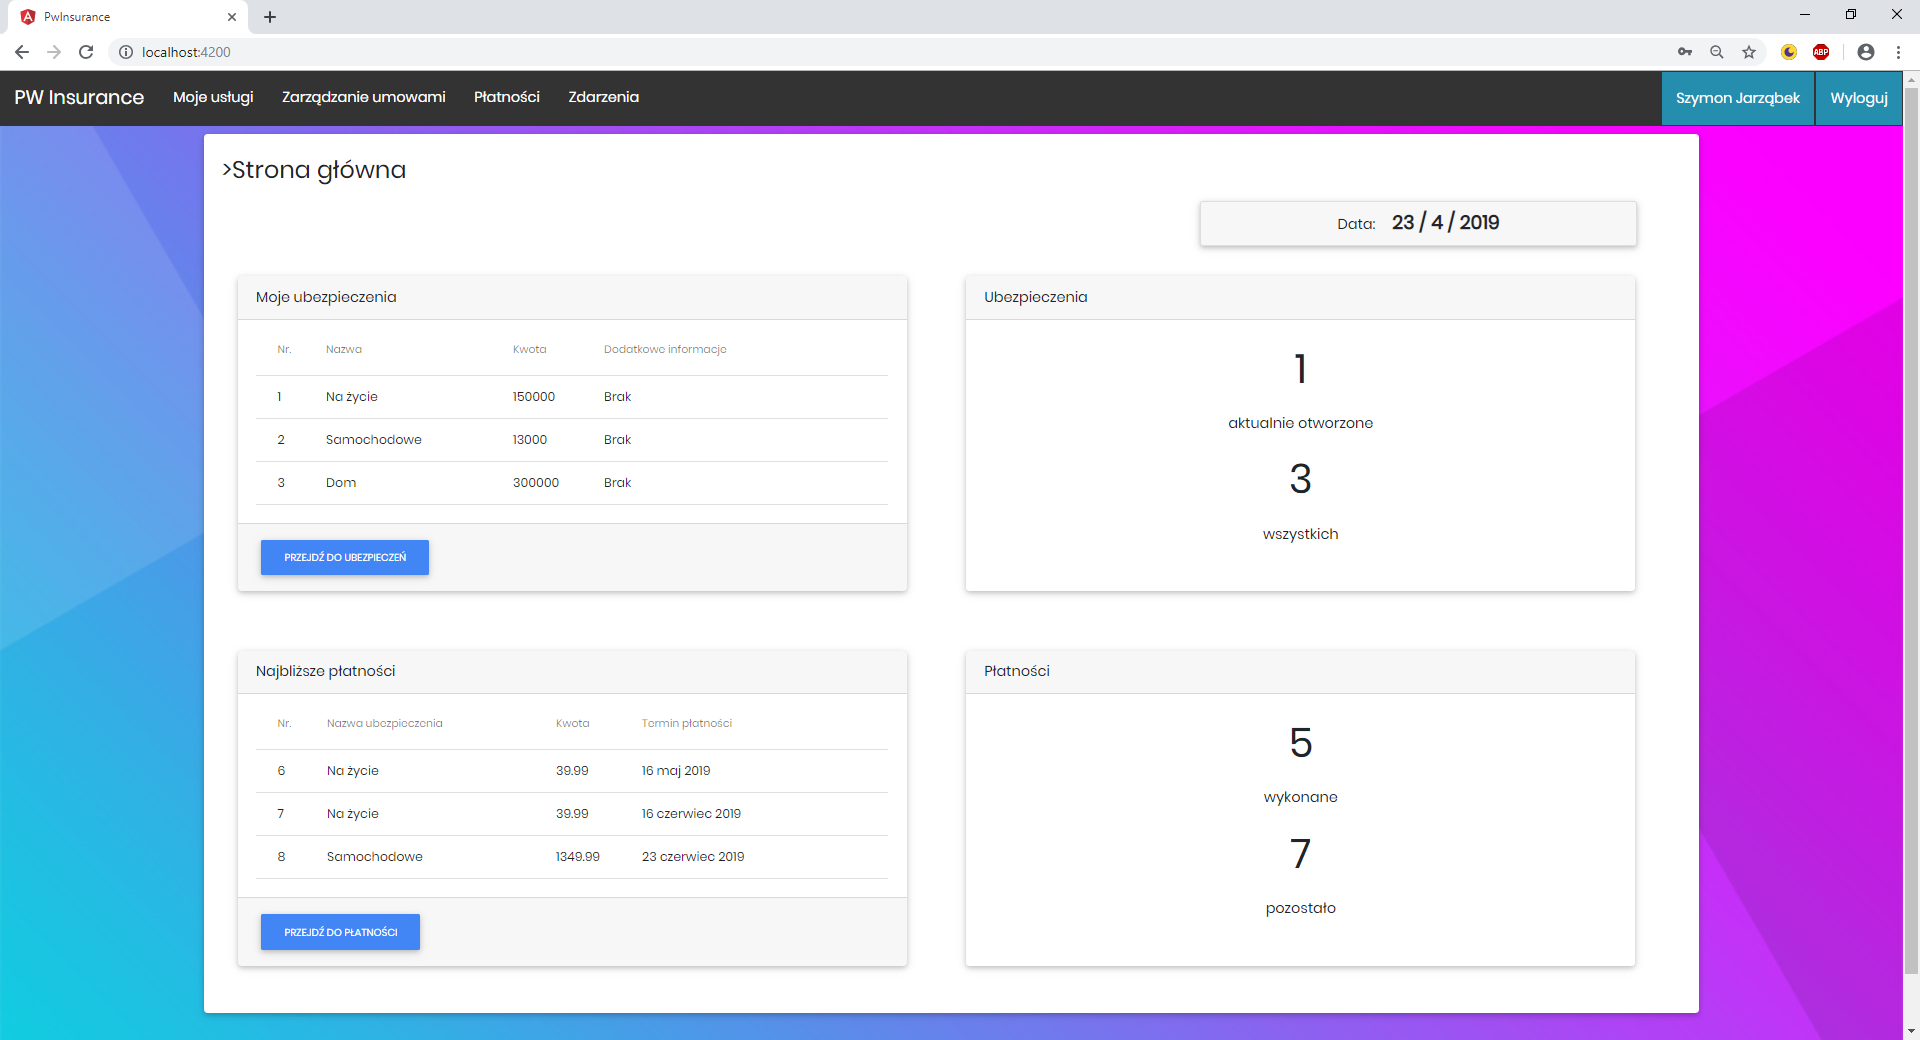 PwInsurance
localhost:4200
ABP
PW Insurance Moje usługi Zarządzanie umowami Płatności Zdarzenia Szymon Jarząbek Wyloguj
>Strona główna
Data: 23 / 4 / 2019
Moje ubezpieczenia
Nr. Nazwa Kwota Dodatkowe informacje
1 Na życie 150000 Brak
2 Samochodowe 13000 Brak
3 Dom 300000 Brak
PRZEJDŹ DO UBEZPIECZEŃ
Ubezpieczenia
1
aktualnie otworzone
3
wszystkich
Najbliższe płatności
Nr. Nazwa ubezpieczenia Kwota Termin płatności
6 Na życie 39.99 16 maj 2019
7 Na życie 39.99 16 czerwiec 2019
8 Samochodowe 1349.99 23 czerwiec 2019
PRZEJDŹ DO PŁATNOŚCI
Płatności
5
wykonane
7
pozostało